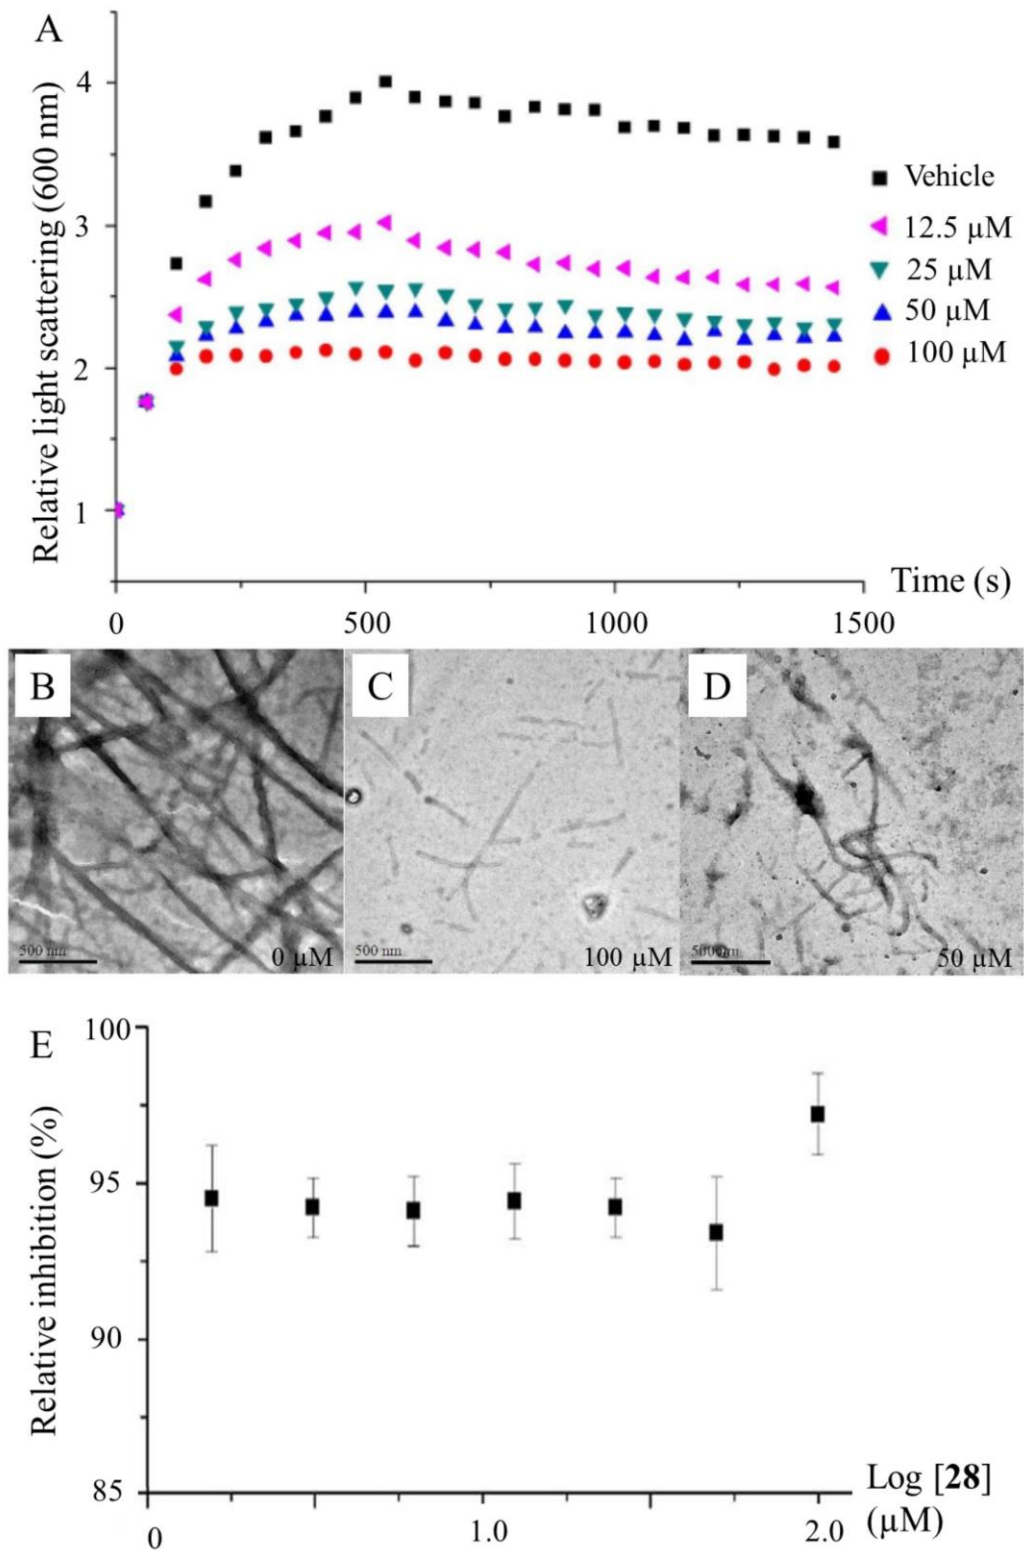 A
Relative light scattering (600 nm)
4
3
2
1
Vehicle
12.5 µM
25 µM
50 µM
100 µM
Time (s)
0
500
1000
1500
B
C
D
500 nm
0 µM
500 nm
100 µM
50 µM
E
Relative inhibition (%)
100
95
90
85
Log [28]
(µM)
0
1.0
2.0